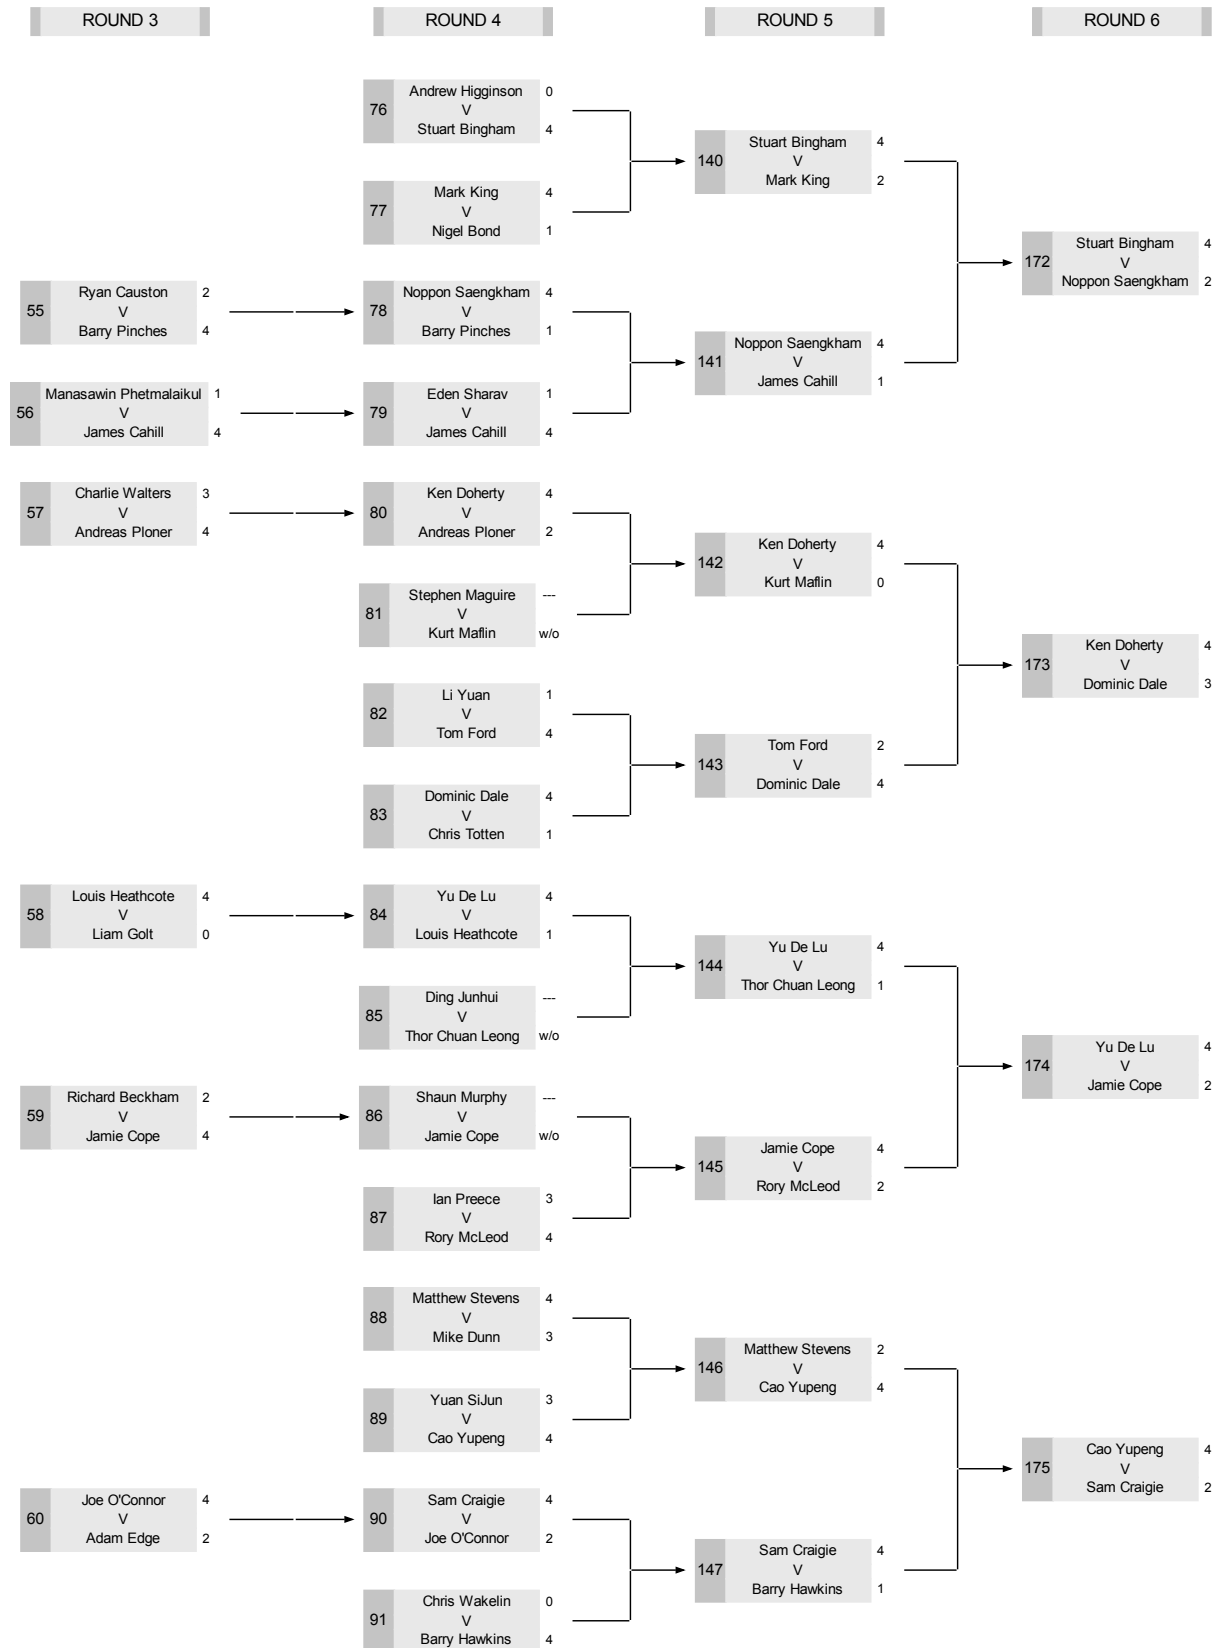 ROUND 3
ROUND 4
ROUND 5
ROUND 6
76
Andrew Higginson 0
V
Stuart Bingham 4
77
Mark King 4
V
Nigel Bond 1
140
Stuart Bingham 4
V
Mark King 2
172
Stuart Bingham 4
V
Noppon Saengkham 2
55
Ryan Causton 2
V
Barry Pinches 4
78
Noppon Saengkham 4
V
Barry Pinches 1
141
Noppon Saengkham 4
V
James Cahill 1
56
Manasawin Phetmalaikul 1
V
James Cahill 4
79
Eden Sharav 1
V
James Cahill 4
57
Charlie Walters 3
V
Andreas Ploner 4
80
Ken Doherty 4
V
Andreas Ploner 2
142
Ken Doherty 4
V
Kurt Maflin 0
81
Stephen Maguire ---
V
Kurt Maflin w/o
173
Ken Doherty 4
V
Dominic Dale 3
82
Li Yuan 1
V
Tom Ford 4
143
Tom Ford 2
V
Dominic Dale 4
83
Dominic Dale 4
V
Chris Totten 1
58
Louis Heathcote 4
V
Liam Golt 0
84
Yu De Lu 4
V
Louis Heathcote 1
144
Yu De Lu 4
V
Thor Chuan Leong 1
85
Ding Junhui ---
V
Thor Chuan Leong w/o
174
Yu De Lu 4
V
Jamie Cope 2
59
Richard Beckham 2
V
Jamie Cope 4
86
Shaun Murphy ---
V
Jamie Cope w/o
145
Jamie Cope 4
V
Rory McLeod 2
87
Ian Preece 3
V
Rory McLeod 4
88
Matthew Stevens 4
V
Mike Dunn 3
146
Matthew Stevens 2
V
Cao Yupeng 4
89
Yuan SiJun 3
V
Cao Yupeng 4
175
Cao Yupeng 4
V
Sam Craigie 2
60
Joe O'Connor 4
V
Adam Edge 2
90
Sam Craigie 4
V
Joe O'Connor 2
147
Sam Craigie 4
V
Barry Hawkins 1
91
Chris Wakelin 0
V
Barry Hawkins 4